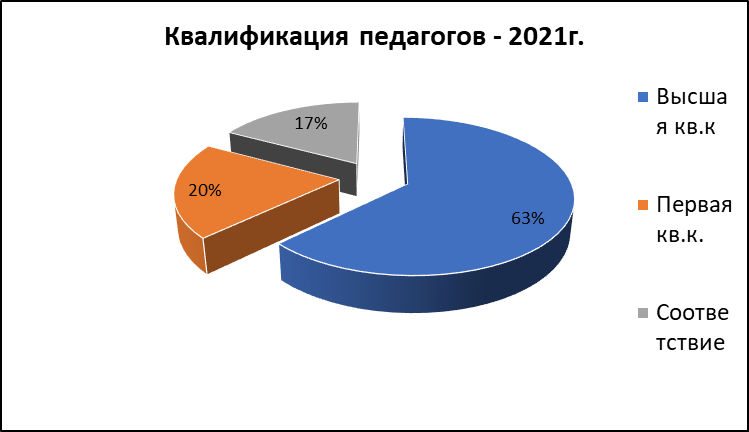 Квалификация педагогов - 2021г.
17%
20%
63%
Высша
я кв.к
Первая
кв.к.
Соотве
тствие